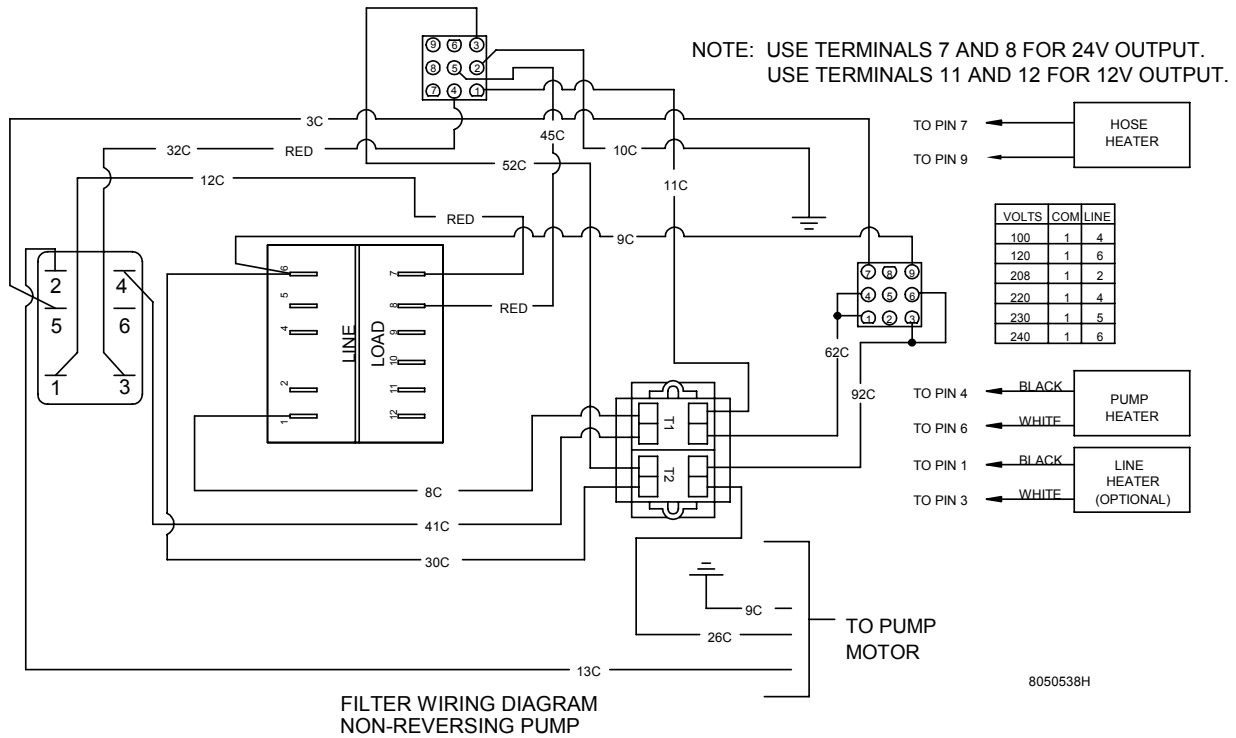 NOTE: USE TERMINALS 7 AND 8 FOR 24V OUTPUT.
USE TERMINALS 11 AND 12 FOR 12V OUTPUT.
9 6 3
8 5 2
7 4 1
3C
32C
RED
12C
45C
52C
10C
11C
RED
9C
TO PIN 7
TO PIN 9
HOSE
HEATER
VOLTS COM LINE
100 1 4
120 1 6
208 1 2
220 1 4
230 1 5
240 1 6
2 4
5 6
1 3
6
5
4
2
1
LINE
LOAD
7
8
9
10
11
12
RED
7 8 9
4 5 6
1 2 3
62C
92C
T1
T2
TO PIN 4
BLACK
TO PIN 6
WHITE
PUMP
HEATER
TO PIN 1
BLACK
TO PIN 3
WHITE
LINE
HEATER
(OPTIONAL)
8C
41C
30C
9C
26C
13C
TO PUMP
MOTOR
8050538H
FILTER WIRING DIAGRAM
NON-REVERSING PUMP